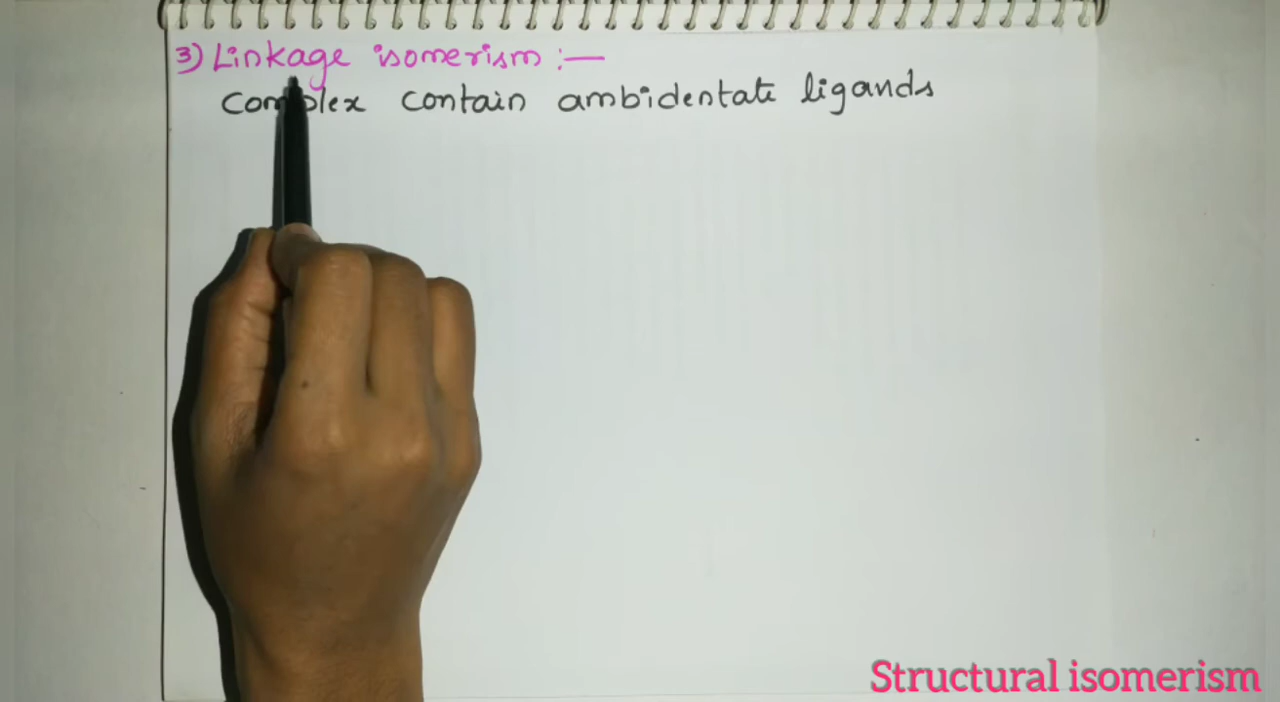 3) Linkage isomerism :—
Complex contain ambidentate ligands
Structural isomerism